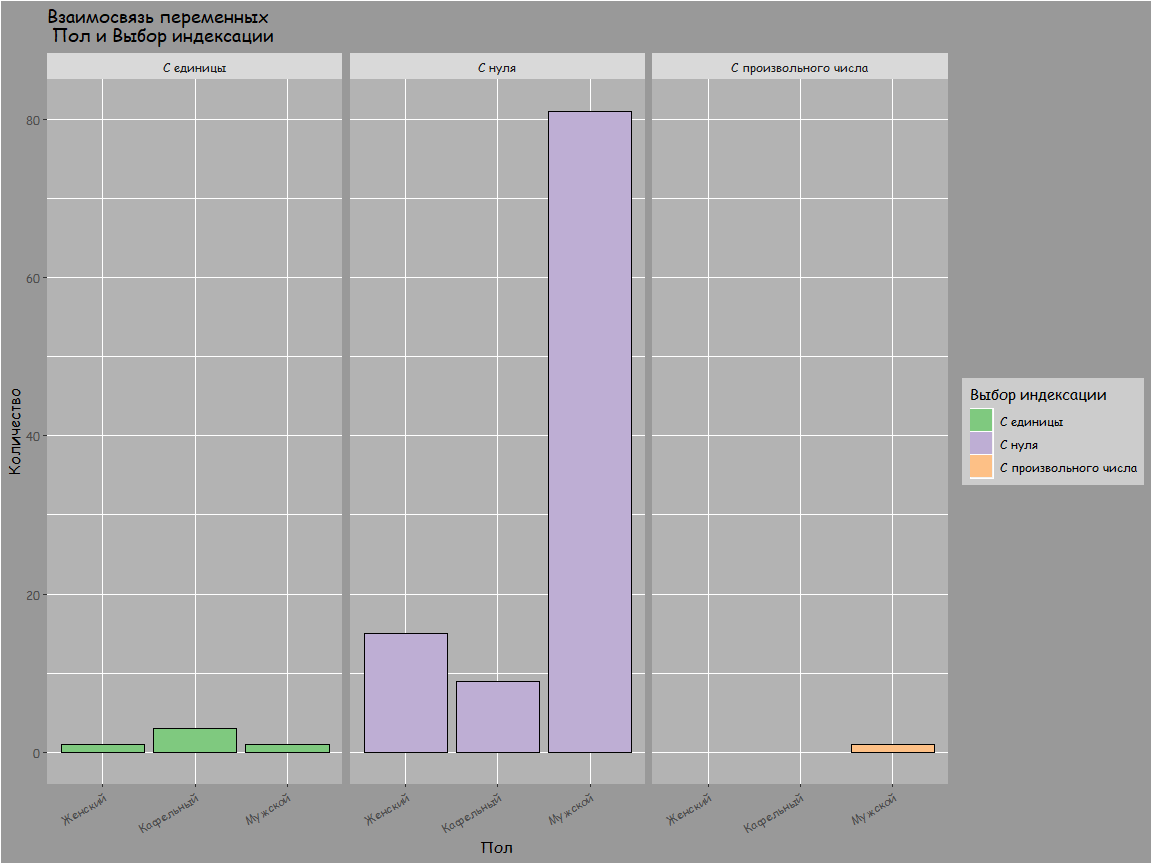 Взаимосвязь переменных
Пол и Выбор индексации
С единицы
С нуля
С произвольного числа
Количество
80
60
40
20
0
Женский
Кафельный
Мужской
Женский
Кафельный
Мужской
Женский
Кафельный
Мужской
Пол
Выбор индексации
С единицы
С нуля
С произвольного числа